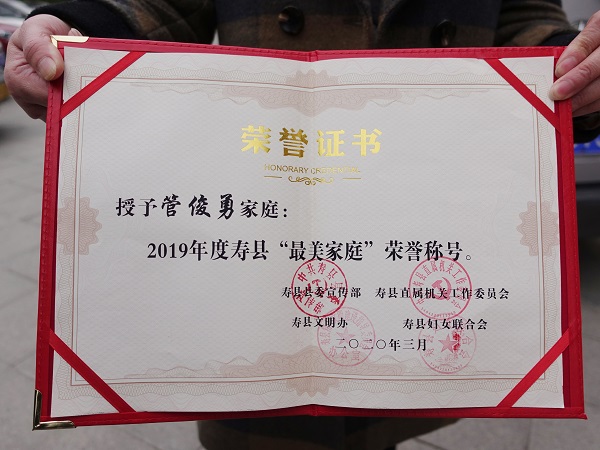 荣誉证书
HONORARY CREDENTIAL
授予管俊勇家庭：
2019年度寿县“最美家庭”荣誉称号。
寿县县委宣传部 寿县直属机关工作委员会
寿县文明办 寿县妇女联合会
二〇二〇年三月